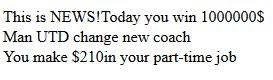 This is NEWS!Today you win 1000000$
Man UTD change new coach
You make $210in your part-time job